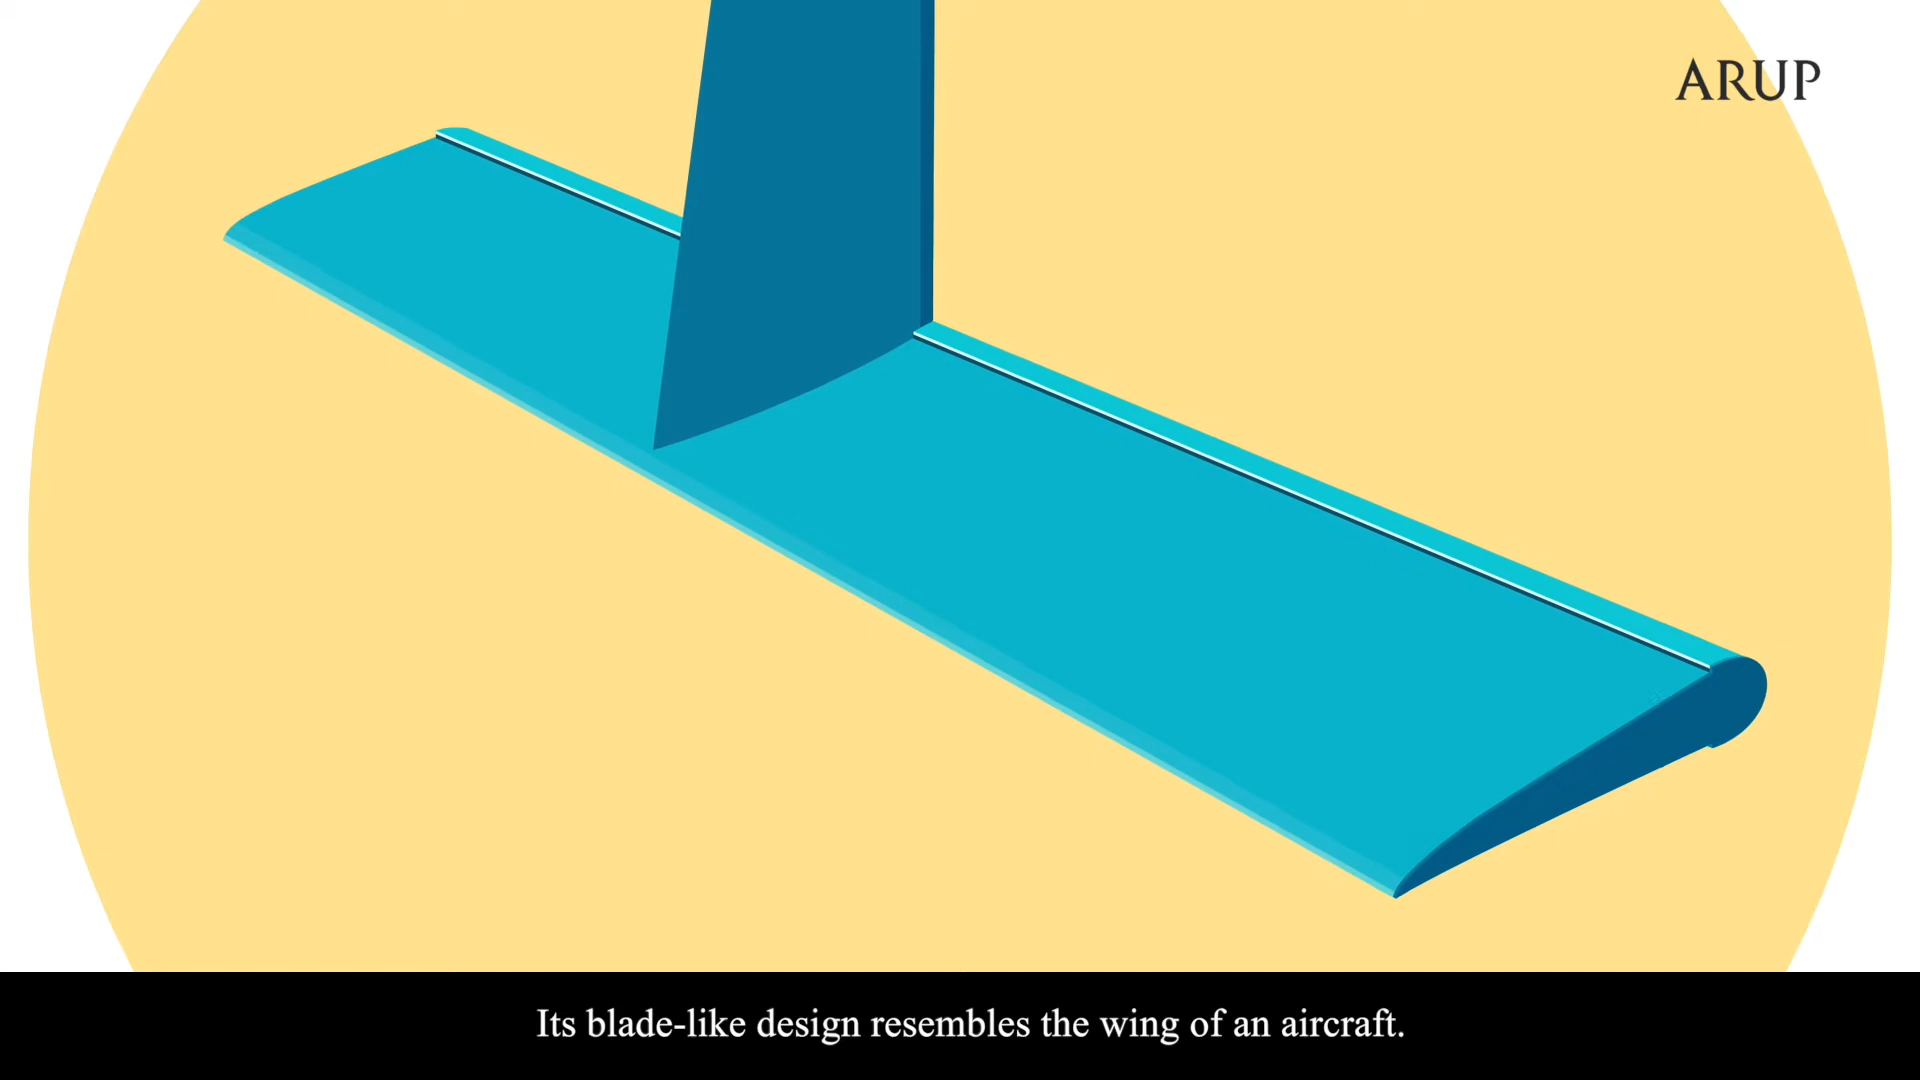 ARUP
Its blade-like design resembles the wing of an aircraft.